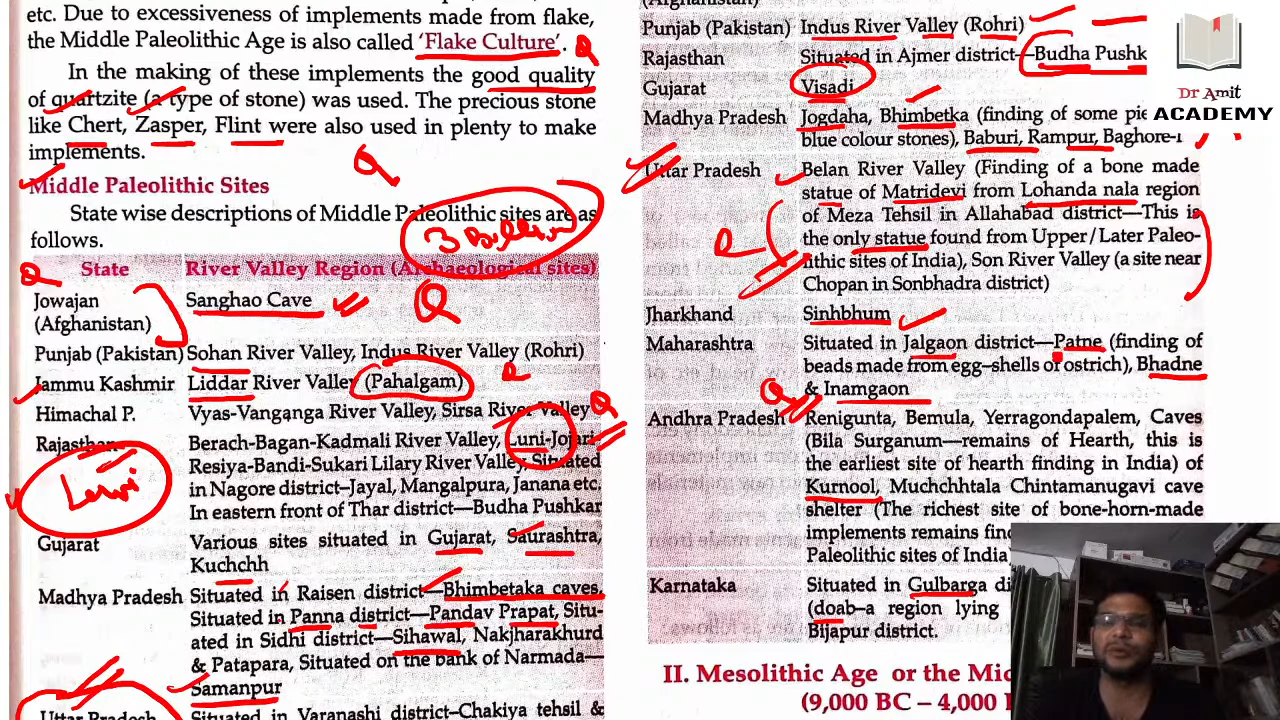 etc. Due to excessiveness of implements made from flake,
the Middle Paleolithic Age is also called 'Flake Culture'.
In the making of these implements the good quality
of quartzite (a type of stone) was used. The precious stone
like Chert, Zasper, Flint were also used in plenty to make
implements.
Middle Paleolithic Sites
State wise descriptions of Middle Paleolithic sites are as
follows.
State River Valley Region (Archaeological sites)
Jowajan Sanghao Cave
(Afghanistan)
Punjab (Pakistan) Sohan River Valley, Indus River Valley (Rohri)
Jammu Kashmir Liddar River Valley (Pahalgam)
Himachal P. Vyas-Vanganga River Valley, Sirsa River Valley
Rajasthan Berach-Bagan-Kadmali River Valley, Luni-Jojari-
Resiya-Bandi-Sukari Lilary River Valley, Situated
in Nagore district–Jayal, Mangalpura, Janana etc.
In eastern front of Thar district—Budha Pushkar
Gujarat Various sites situated in Gujarat, Saurashtra,
Kuchchh
Madhya Pradesh Situated in Raisen district—Bhimbetaka caves,
Situated in Panna district—Pandav Prapat, Situ-
ated in Sidhi district—Sihawal, Nakjharakhurd
& Patapara, Situated on the bank of Narmada—
Samanpur
Uttar Pradesh Situated in Varanashi district–Chakiya tehsil &
(Afghanistan)
Punjab (Pakistan) Indus River Valley (Rohri)
Rajasthan Situated in Ajmer district—Budha Pushk
Gujarat Visadi
Madhya Pradesh Jogdaha, Bhimbetka (finding of some pie
blue colour stones), Baburi, Rampur, Baghore-I
Uttar Pradesh Belan River Valley (Finding of a bone made
statue of Matridevi from Lohanda nala region
of Meza Tehsil in Allahabad district—This is
the only statue found from Upper/Later Paleo-
lithic sites of India), Son River Valley (a site near
Chopan in Sonbhadra district)
Jharkhand Sinhbhum
Maharashtra Situated in Jalgaon district—Patne (finding of
beads made from egg–shells of ostrich), Bhadne
& Inamgaon
Andhra Pradesh Renigunta, Bemula, Yerragondapalem, Caves
(Bila Surganum—remains of Hearth, this is
the earliest site of hearth finding in India) of
Kurnool, Muchchhtala Chintamanugavi cave
shelter (The richest site of bone-horn-made
implements remains find
Paleolithic sites of India)
Karnataka Situated in Gulbarga di
(doab–a region lying
Bijapur district.
II. Mesolithic Age or the Mid
(9,000 BC – 4,000
Dr Amit
ACADEMY
Luni